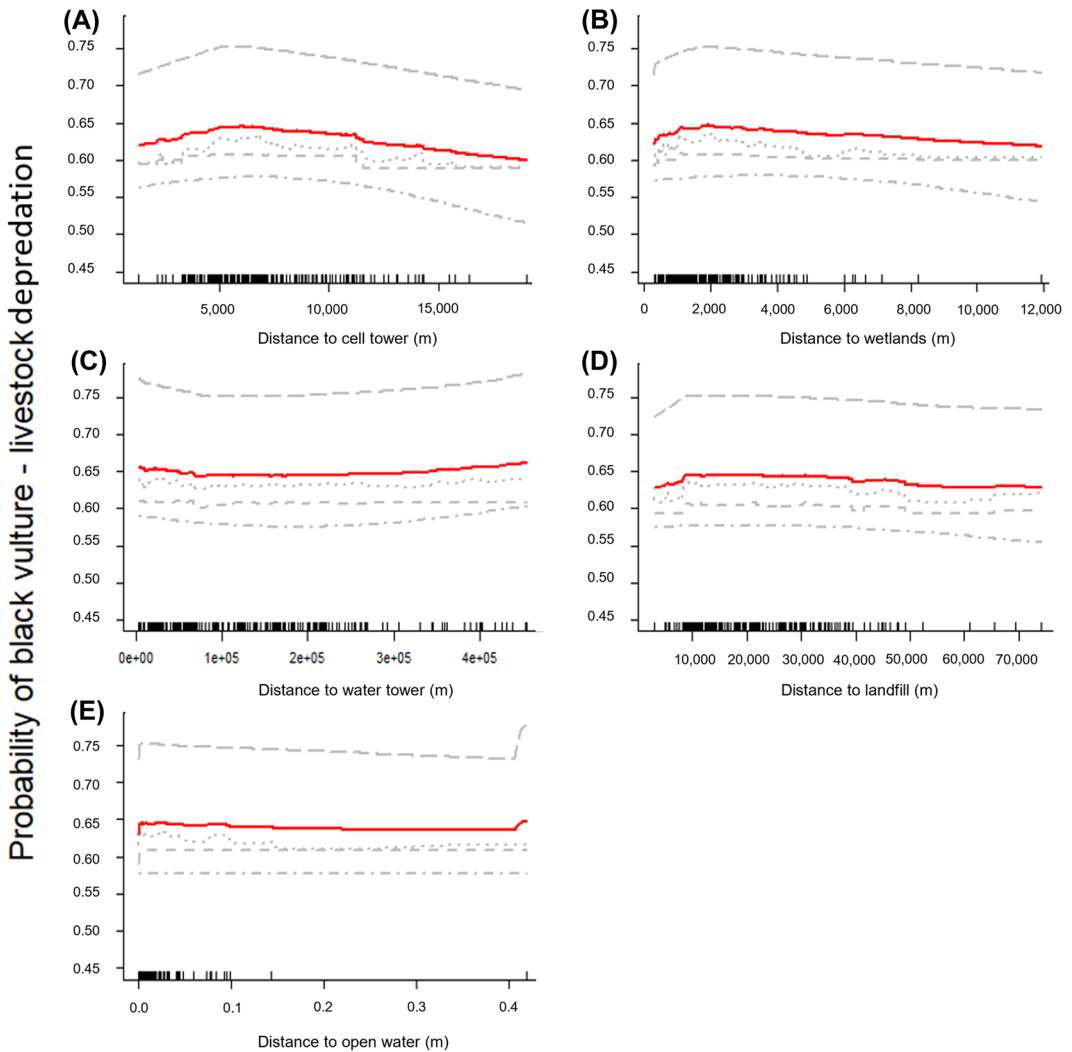 Probability of black vulture - livestock depredation
(A)
0.75
0.70
0.65
0.60
0.55
0.50
0.45
5,000 10,000 15,000
Distance to cell tower (m)
(B)
0.75
0.70
0.65
0.60
0.55
0.50
0.45
0 2,000 4,000 6,000 8,000 10,000 12,000
Distance to wetlands (m)
(C)
0.75
0.70
0.65
0.60
0.55
0.50
0.45
0e+00 1e+05 2e+05 3e+05 4e+05
Distance to water tower (m)
(D)
0.75
0.70
0.65
0.60
0.55
0.50
0.45
10,000 20,000 30,000 40,000 50,000 60,000 70,000
Distance to landfill (m)
(E)
0.75
0.70
0.65
0.60
0.55
0.50
0.45
0.0 0.1 0.2 0.3 0.4
Distance to open water (m)